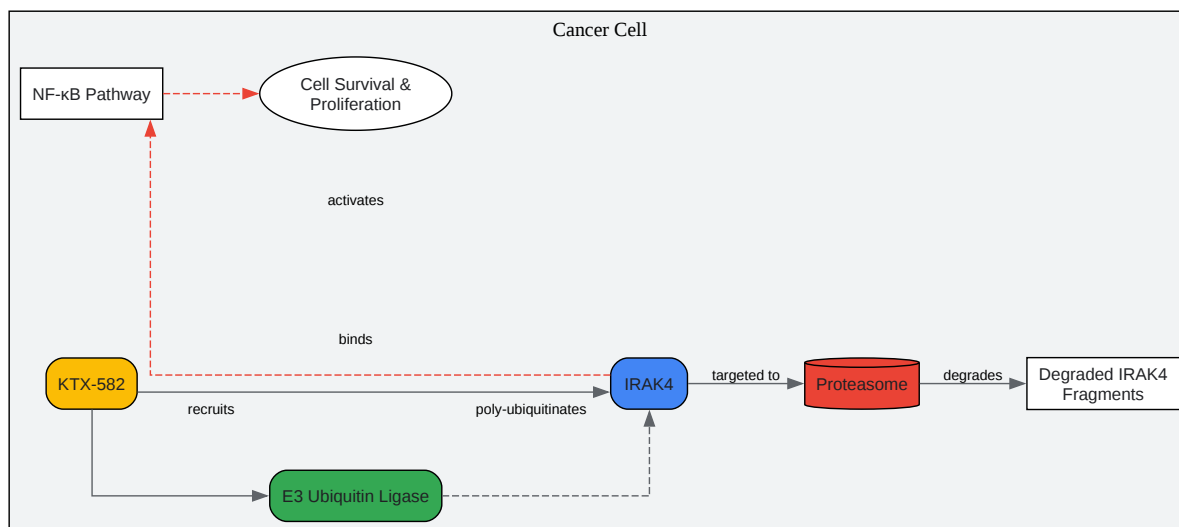 Cancer Cell
NF-κB Pathway
Cell Survival &
Proliferation
activates
binds
KTX-582
IRAK4
targeted to
Proteasome
degrades
Degraded IRAK4
Fragments
recruits
poly-ubiquitinates
E3 Ubiquitin Ligase